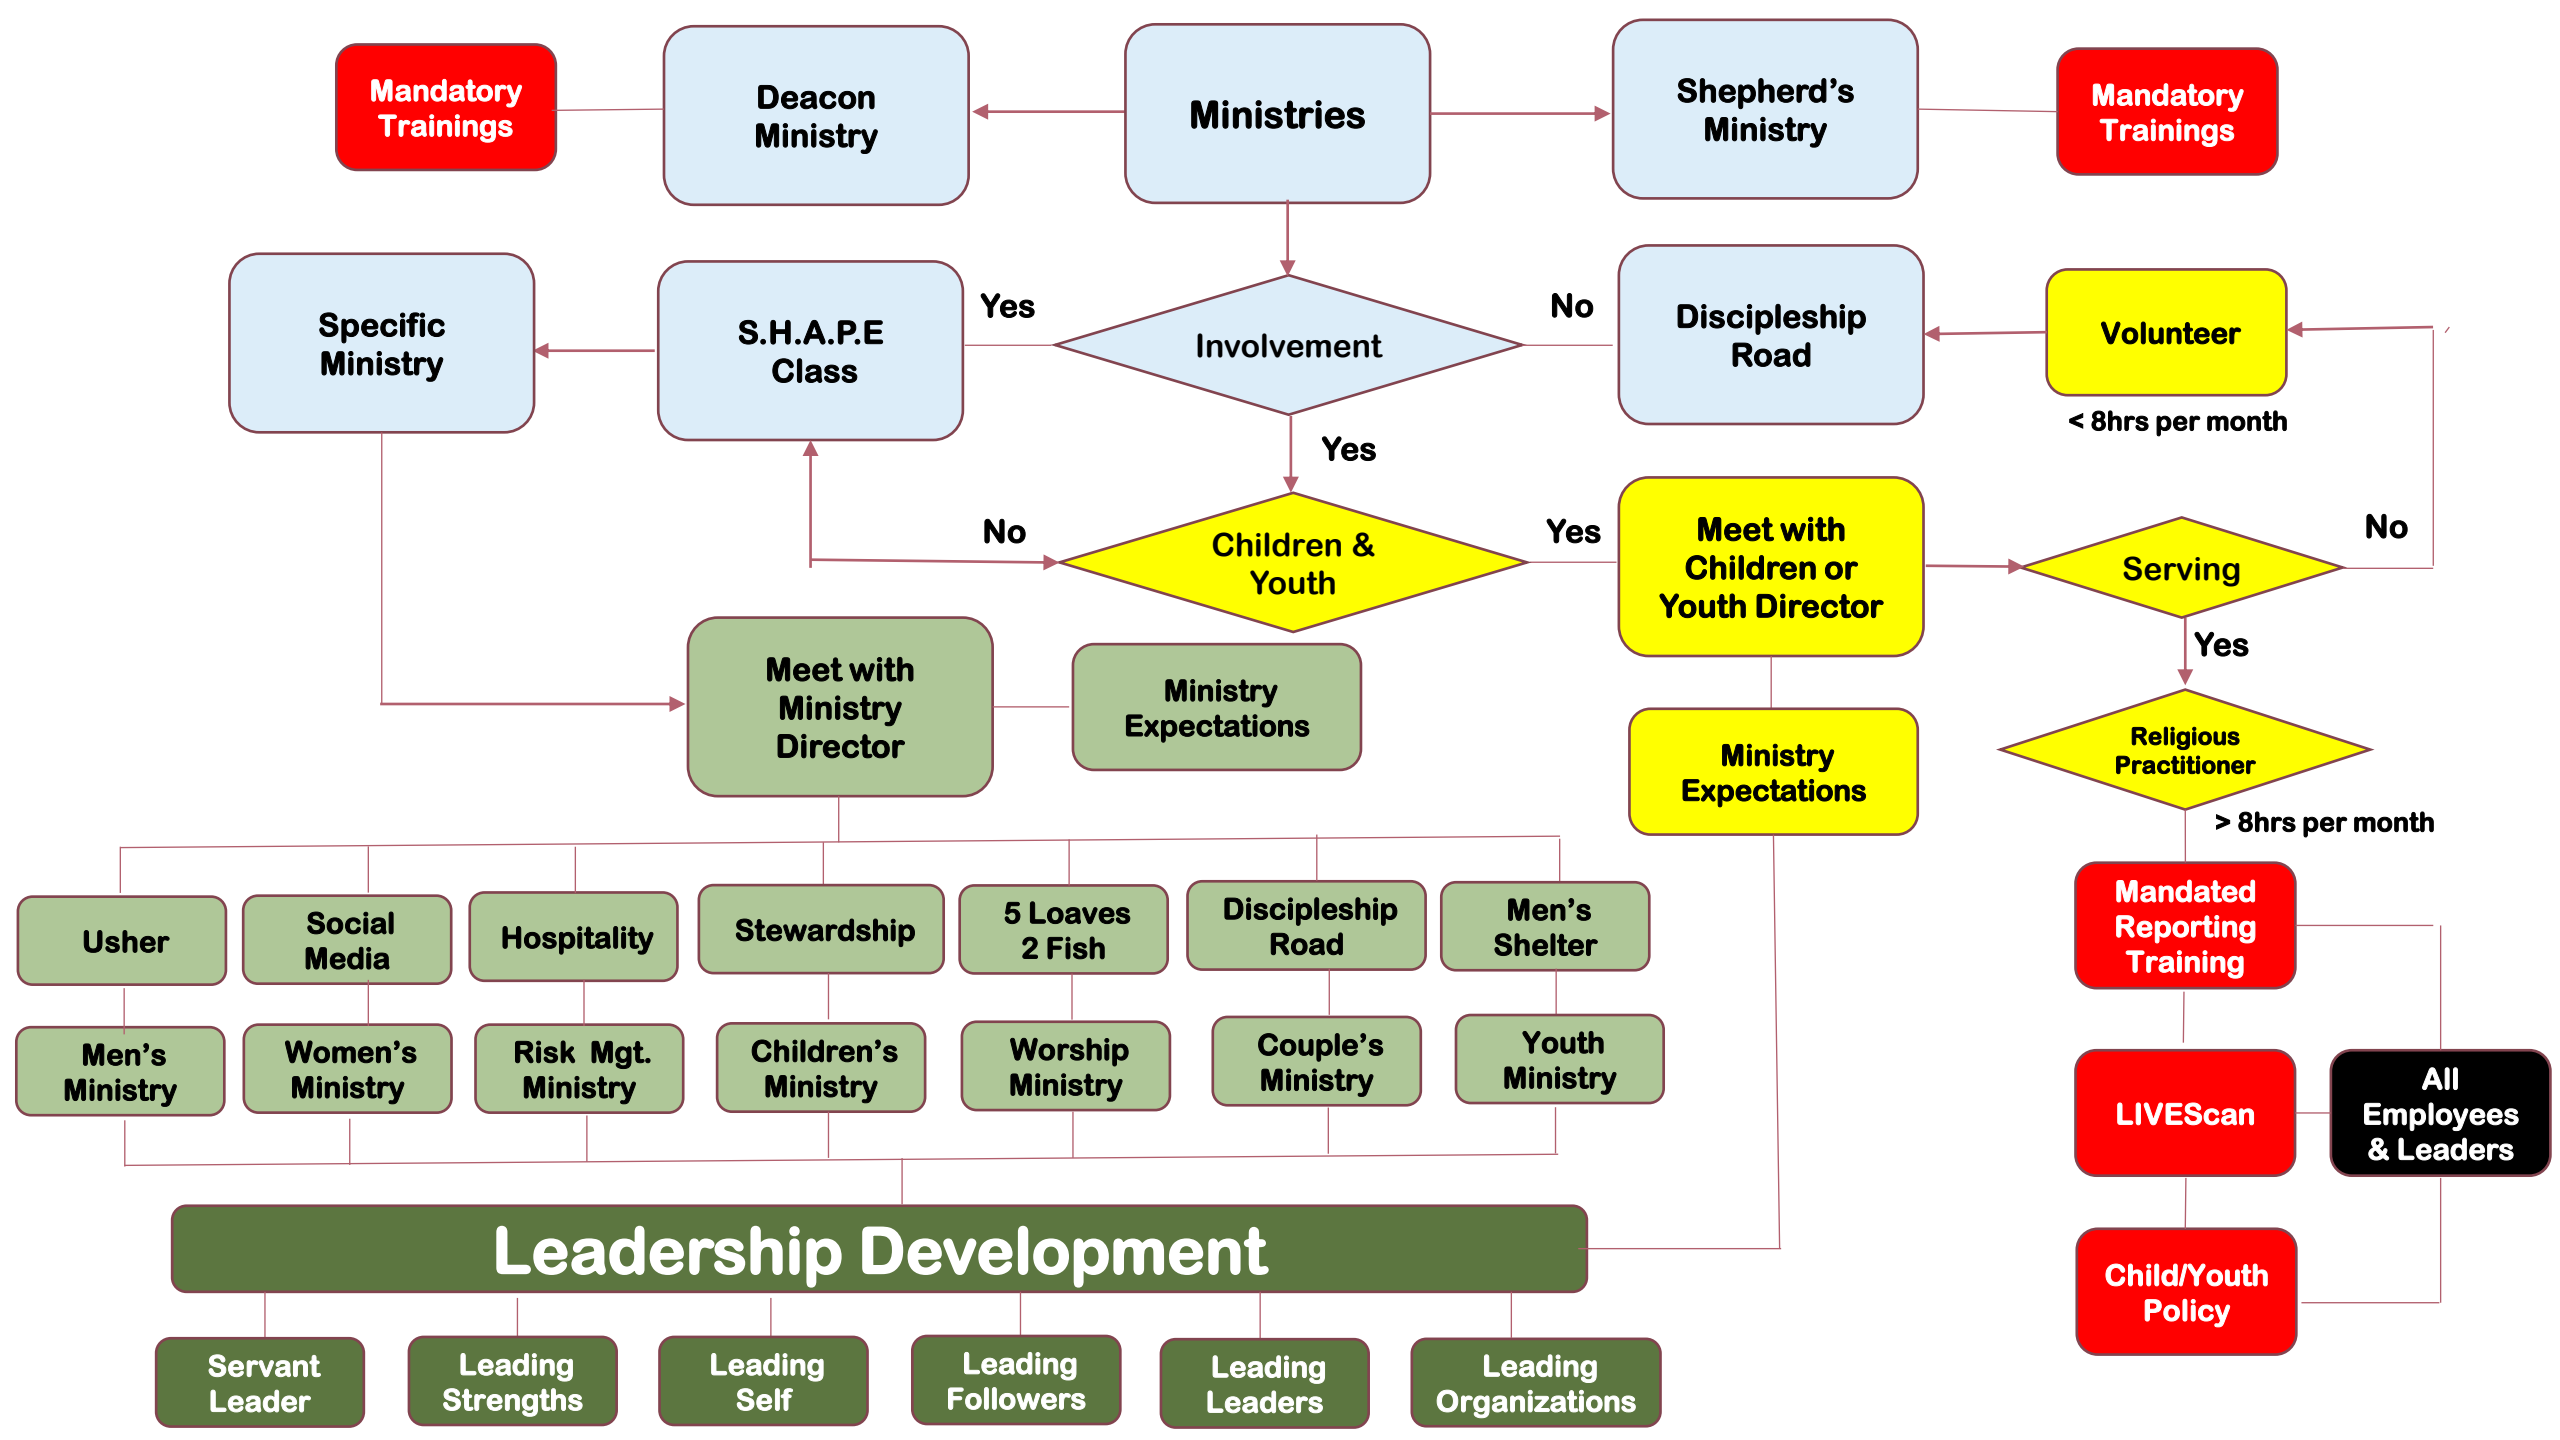 Mandatory
Trainings
Deacon
Ministry
Ministries
Shepherd’s
Ministry
Mandatory
Trainings
Specific
Ministry
S.H.A.P.E
Class
Yes
Involvement
No
Discipleship
Road
Volunteer
< 8hrs per month
Yes
No
Children &
Youth
Yes
Meet with
Children or
Youth Director
Serving
No
Yes
Meet with
Ministry
Director
Ministry
Expectations
Ministry
Expectations
Religious
Practitioner
> 8hrs per month
Usher
Social
Media
Hospitality
Stewardship
5 Loaves
2 Fish
Discipleship
Road
Men’s
Shelter
Mandated
Reporting
Training
Men’s
Ministry
Women’s
Ministry
Risk  Mgt.
Ministry
Children’s
Ministry
Worship
Ministry
Couple’s
Ministry
Youth
Ministry
LIVEScan
All
Employees
& Leaders
Leadership Development
Child/Youth
Policy
Servant
Leader
Leading
Strengths
Leading
Self
Leading
Followers
Leading
Leaders
Leading
Organizations